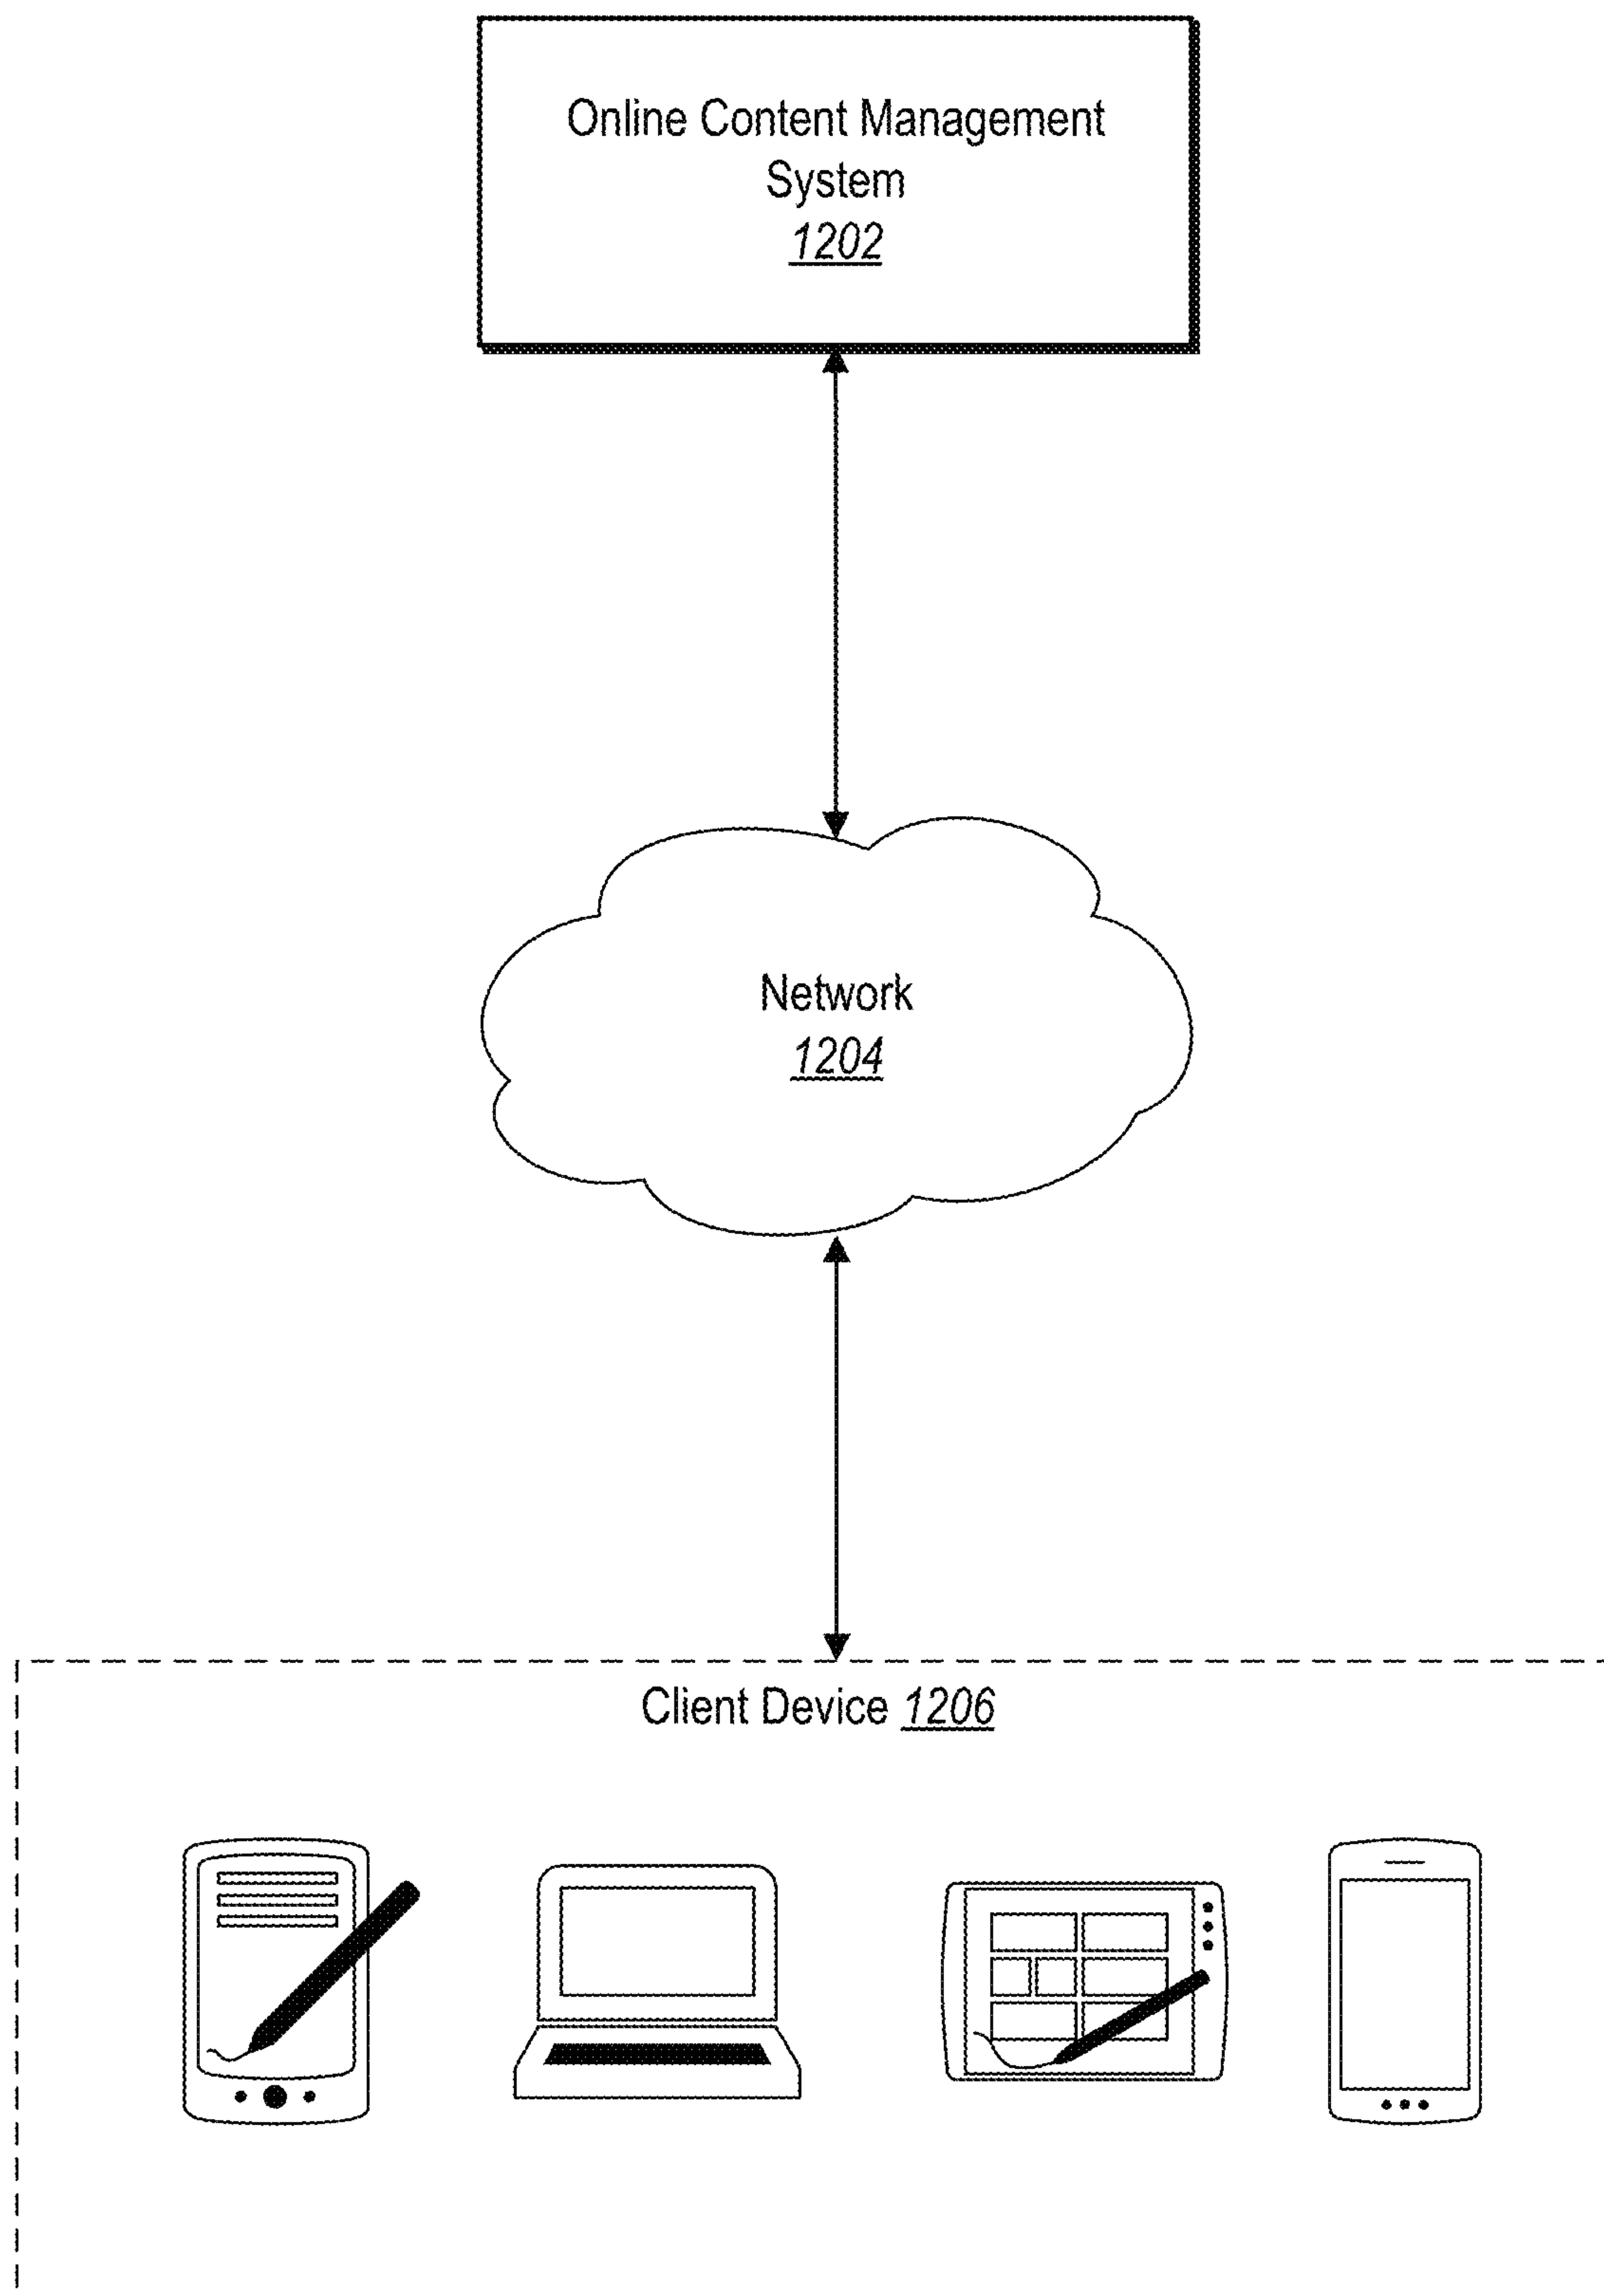 Online Content Management
System
1202
Network
1204
Client Device 1206